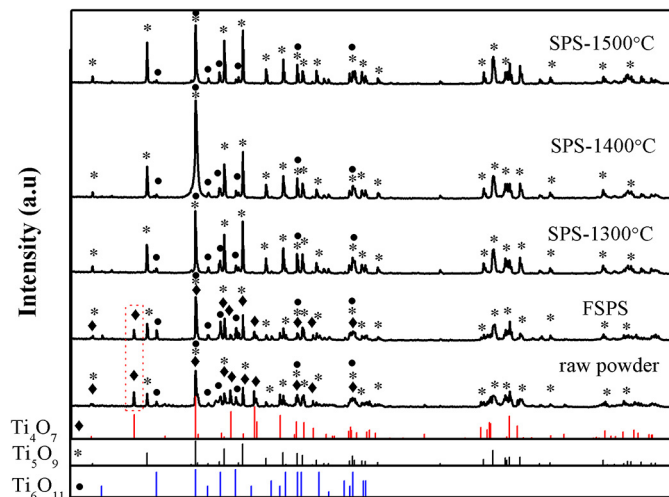 SPS-1500°C
SPS-1400°C
SPS-1300°C
FSPS
raw powder
Intensity (a.u)
Ti4O7
Ti5O9
Ti6O11